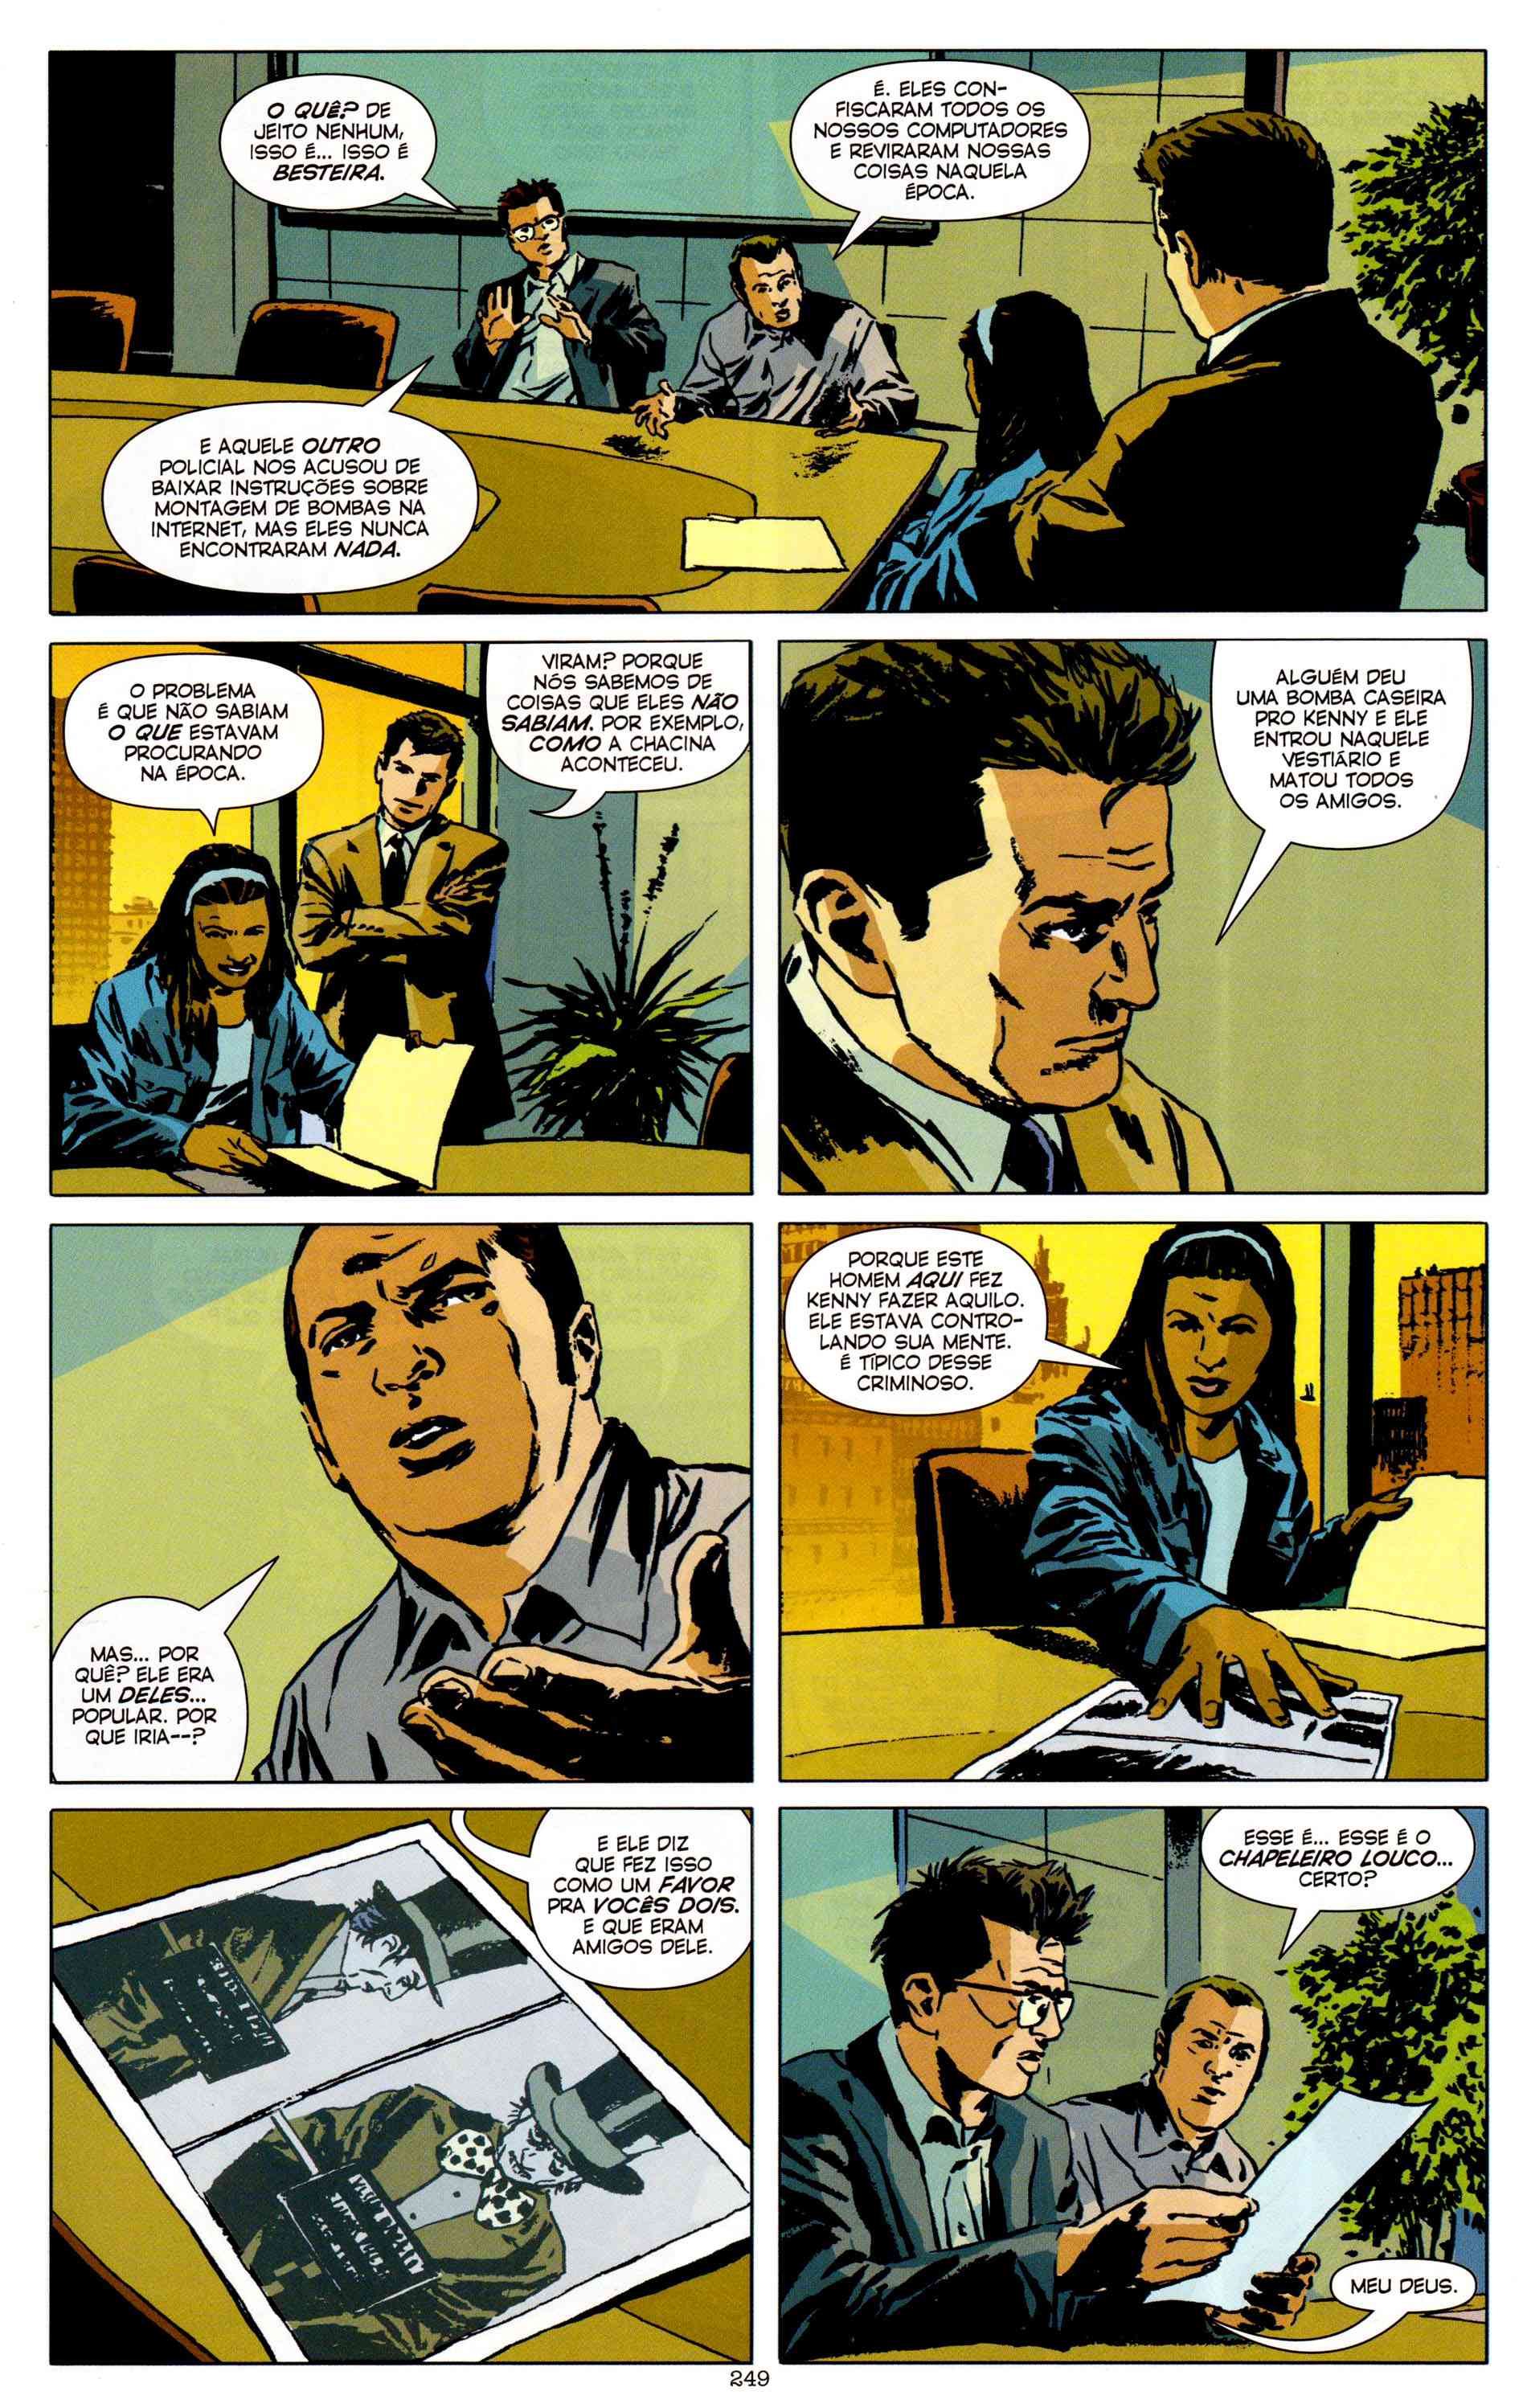 O QUÊ? DE
JEITO NENHUM,
ISSO É... ISSO É
BESTEIRA.
É. ELES CON-
FISCARAM TODOS OS
NOSSOS COMPUTADORES
E REVIRARAM NOSSAS
COISAS NAQUELA
ÉPOCA.
E AQUELE OUTRO
POLICIAL NOS ACUSOU DE
BAIXAR INSTRUÇÕES SOBRE
MONTAGEM DE BOMBAS NA
INTERNET, MAS ELES NUNCA
ENCONTRARAM NADA.
O PROBLEMA
É QUE NÃO SABIAM
O QUE ESTAVAM
PROCURANDO
NA ÉPOCA.
VIRAM? PORQUE
NÓS SABEMOS DE
COISAS QUE ELES NÃO
SABIAM. POR EXEMPLO,
COMO A CHACINA
ACONTECEU.
ALGUÉM DEU
UMA BOMBA CASEIRA
PRO KENNY E ELE
ENTROU NAQUELE
VESTIÁRIO E
MATOU TODOS
OS AMIGOS.
MAS... POR
QUÊ? ELE ERA
UM DELES...
POPULAR. POR
QUE IRIA--?
PORQUE ESTE
HOMEM AQUI FEZ
KENNY FAZER AQUILO.
ELE ESTAVA CONTRO-
LANDO SUA MENTE.
É TÍPICO DESSE
CRIMINOSO.
E ELE DIZ
QUE FEZ ISSO
COMO UM FAVOR
PRA VOCÊS DOIS.
E QUE ERAM
AMIGOS DELE.
ESSE É... ESSE É O
CHAPELEIRO LOUCO...
CERTO?
MEU DEUS.
249